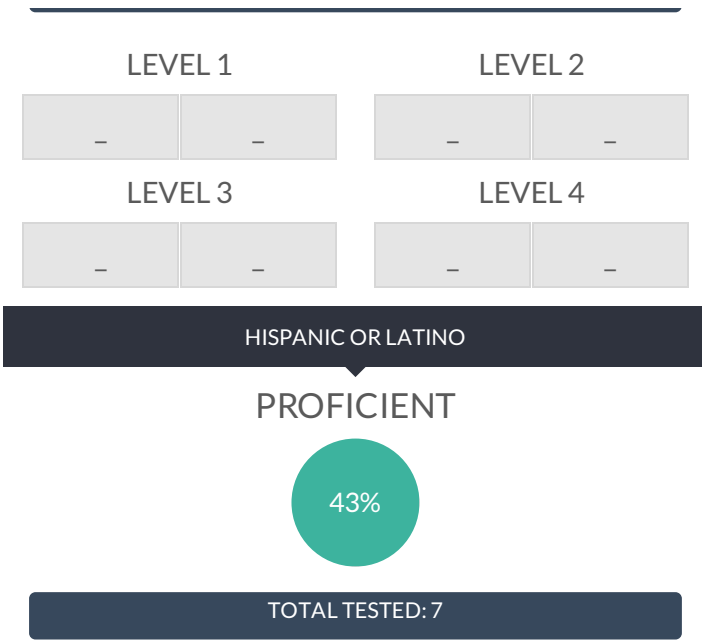 LEVEL 1 LEVEL 2
– – – –
LEVEL 3 LEVEL 4
– – – –
HISPANIC OR LATINO
PROFICIENT
43%
TOTAL TESTED: 7